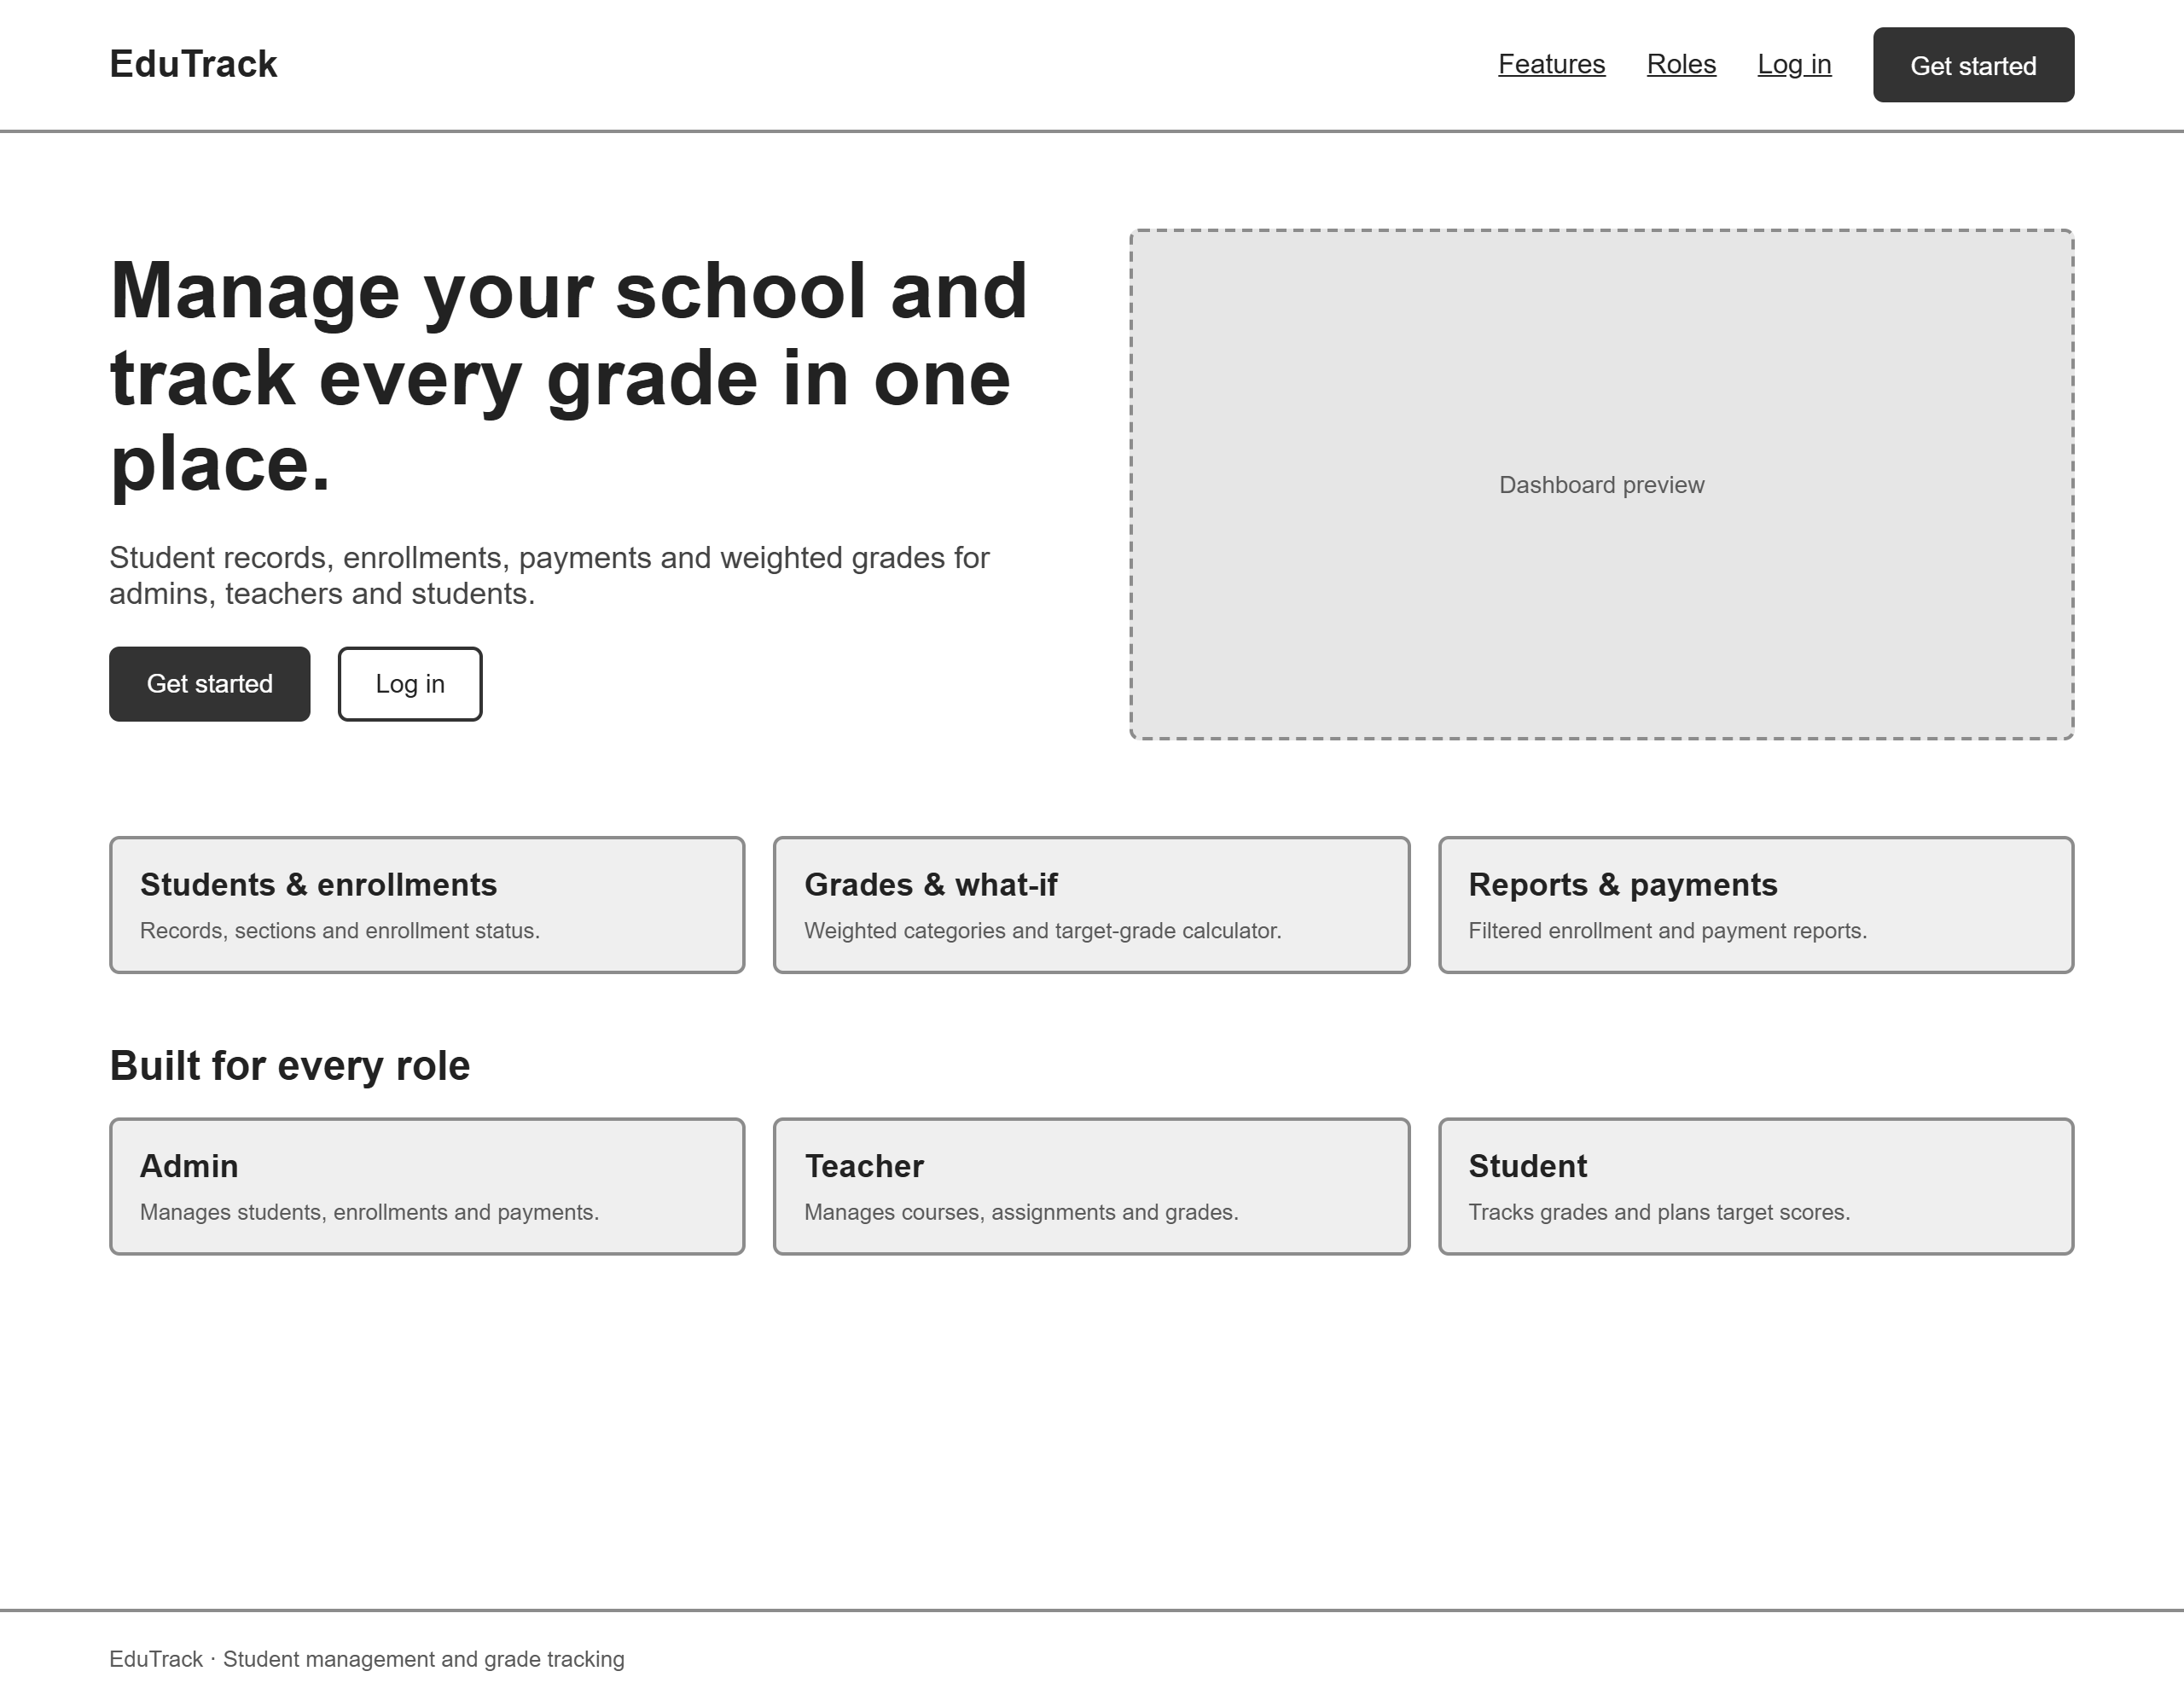 EduTrack
Features
Roles
Log in
Get started
Manage your school and
track every grade in one
place.
Student records, enrollments, payments and weighted grades for
admins, teachers and students.
Get started
Log in
Dashboard preview
Students & enrollments
Records, sections and enrollment status.
Grades & what-if
Weighted categories and target-grade calculator.
Reports & payments
Filtered enrollment and payment reports.
Built for every role
Admin
Manages students, enrollments and payments.
Teacher
Manages courses, assignments and grades.
Student
Tracks grades and plans target scores.
EduTrack · Student management and grade tracking